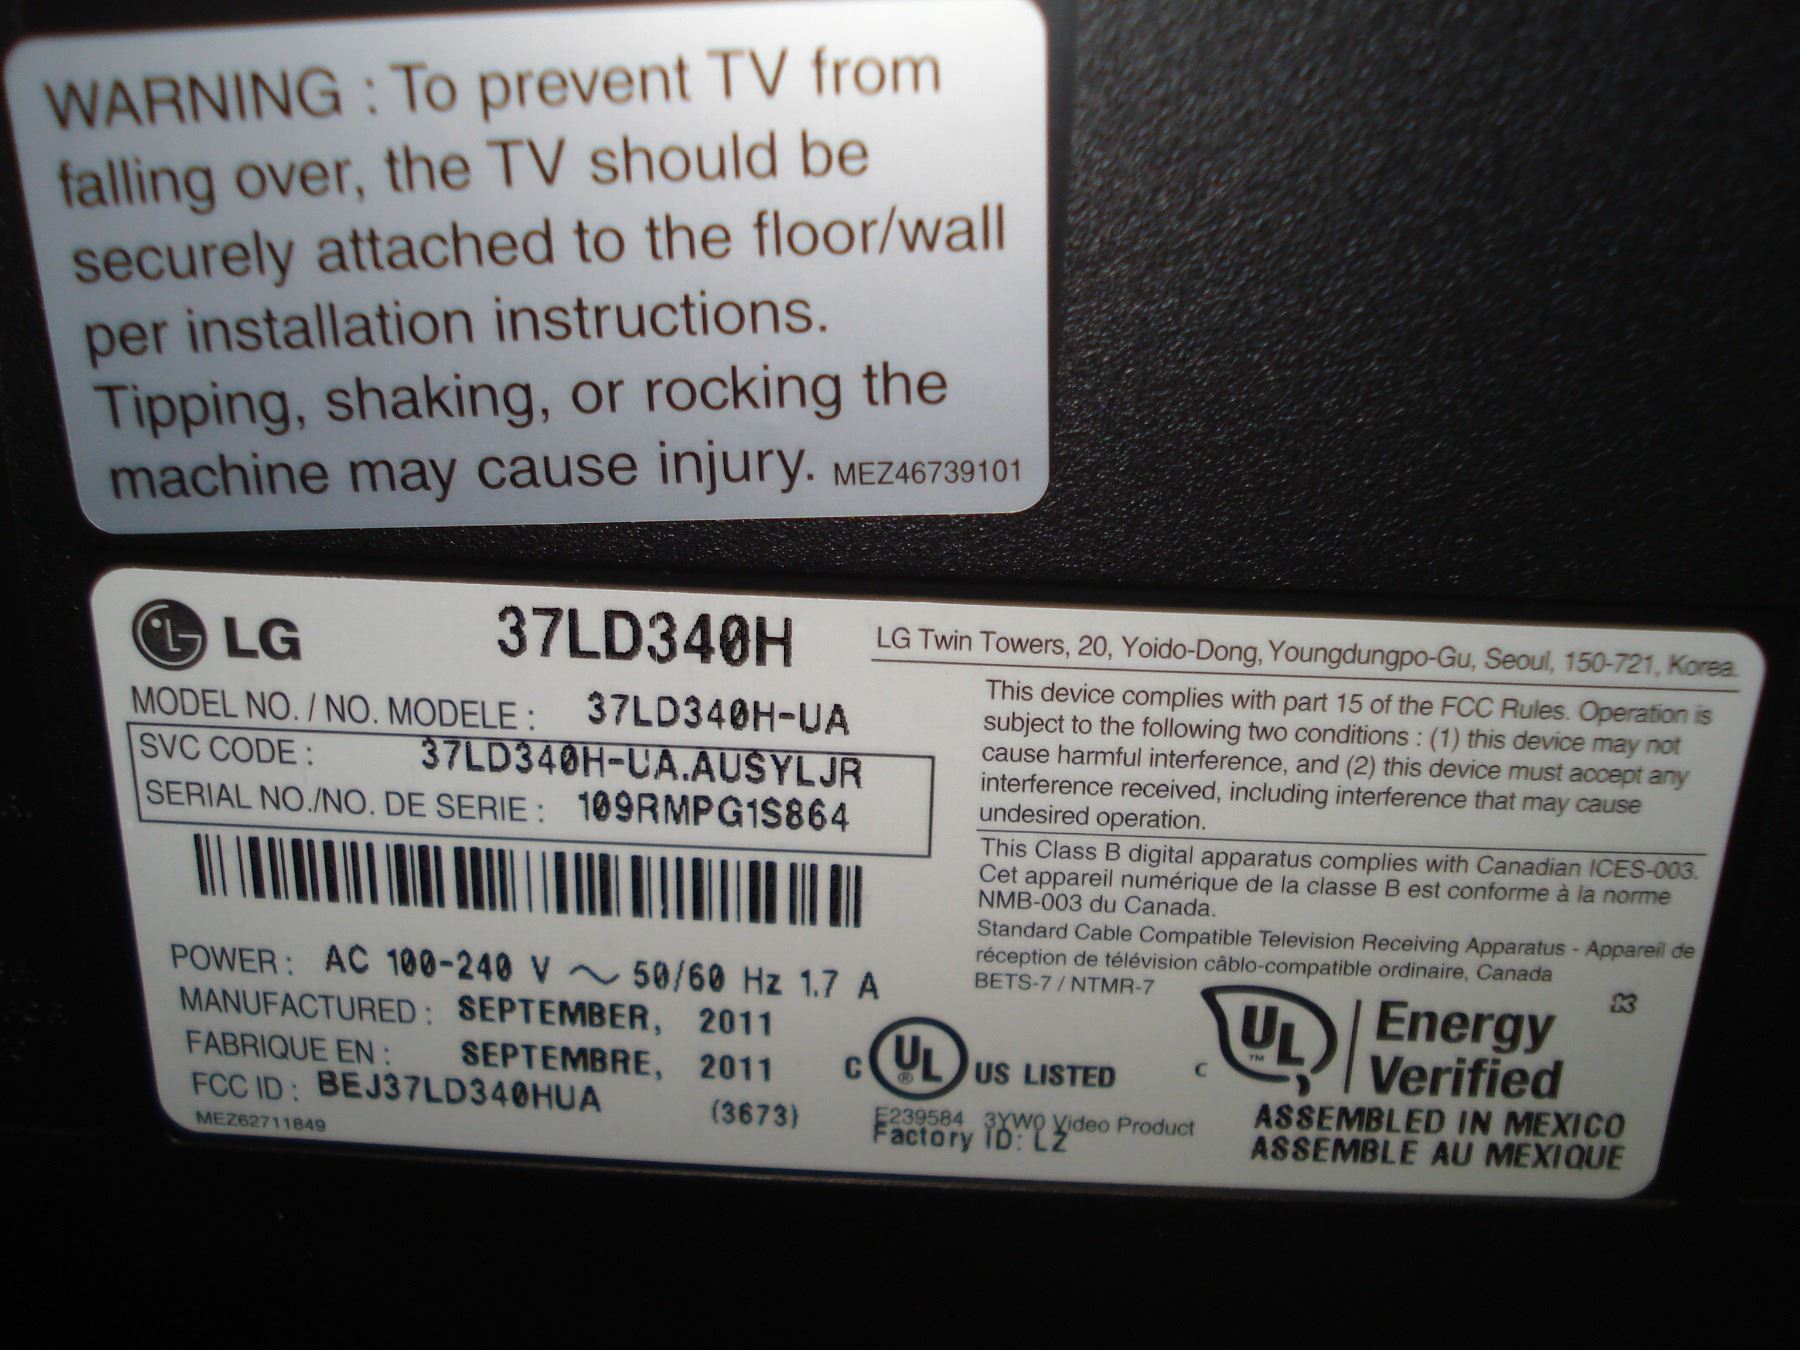 WARNING : To prevent TV from
falling over, the TV should be
securely attached to the floor/wall
per installation instructions.
Tipping, shaking, or rocking the
machine may cause injury. MEZ46739101
LG
37LD340H
MODEL NO. / NO. MODELE : 37LD340H-UA
SVC CODE : 37LD340H-UA.AUSYLJR
SERIAL NO./NO. DE SERIE : 109RMPG1S864
POWER : AC 100-240 V ~ 50/60 Hz 1.7 A
MANUFACTURED : SEPTEMBER, 2011
FABRIQUE EN : SEPTEMBRE, 2011
FCC ID : BEJ37LD340HUA
(3673)
MEZ62711849
LG Twin Towers, 20, Yoido-Dong, Youngdungpo-Gu, Seoul, 150-721, Korea.
This device complies with part 15 of the FCC Rules. Operation is
subject to the following two conditions : (1) this device may not
cause harmful interference, and (2) this device must accept any
interference received, including interference that may cause
undesired operation.
This Class B digital apparatus complies with Canadian ICES-003.
Cet appareil numérique de la classe B est conforme à la norme
NMB-003 du Canada.
Standard Cable Compatible Television Receiving Apparatus - Appareil de
réception de télévision câblo-compatible ordinaire, Canada
BETS-7 / NTMR-7
C UL ® US LISTED
E239584 3YW0 Video Product
Factory ID: LZ
C UL ™ Energy
Verified
ASSEMBLED IN MEXICO
ASSEMBLE AU MEXIQUE